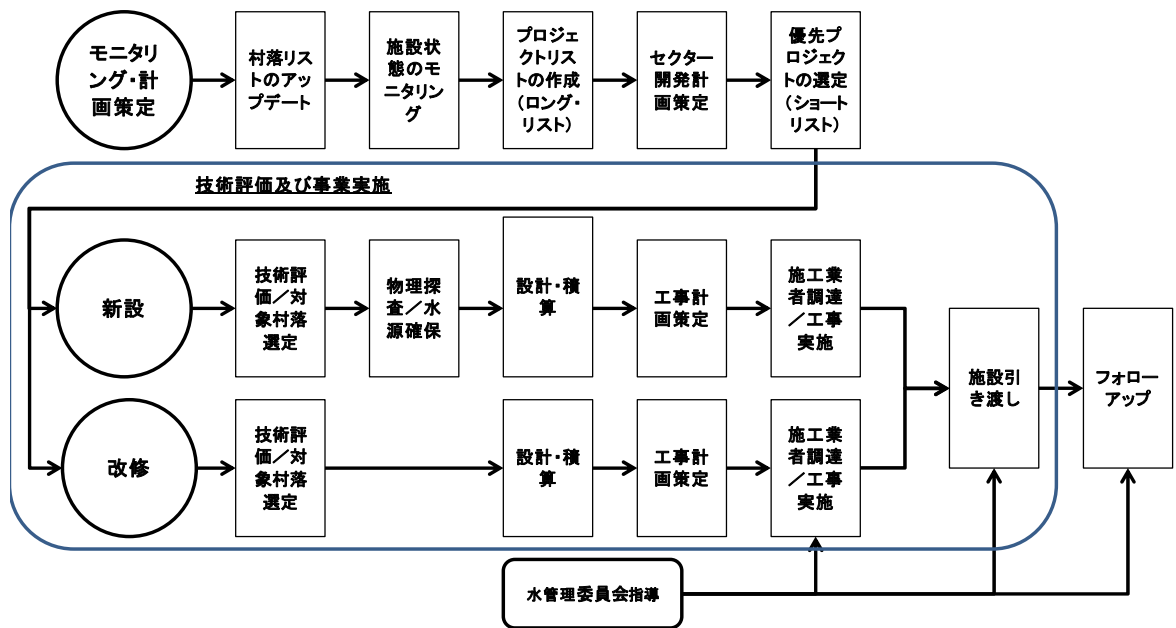 モニタリ
ング・計
画策定
村落リス
トのアッ
プデート
施設状
態のモ
ニタリン
グ
プロジェ
クトリス
トの作成
（ロング・
リスト）
セクター
開発計
画策定
優先プ
ロジェク
トの選定
（ショート
リスト）
技術評価及び事業実施
新設
技術評
価／対
象村落
選定
物理探
査／水
源確保
設計・積
算
工事計
画策定
施工業
者調達
／工事
実施
改修
技術評
価／対
象村落
選定
設計・積
算
工事計
画策定
施工業
者調達
／工事
実施
施設引
き渡し
フォロー
アップ
水管理委員会指導